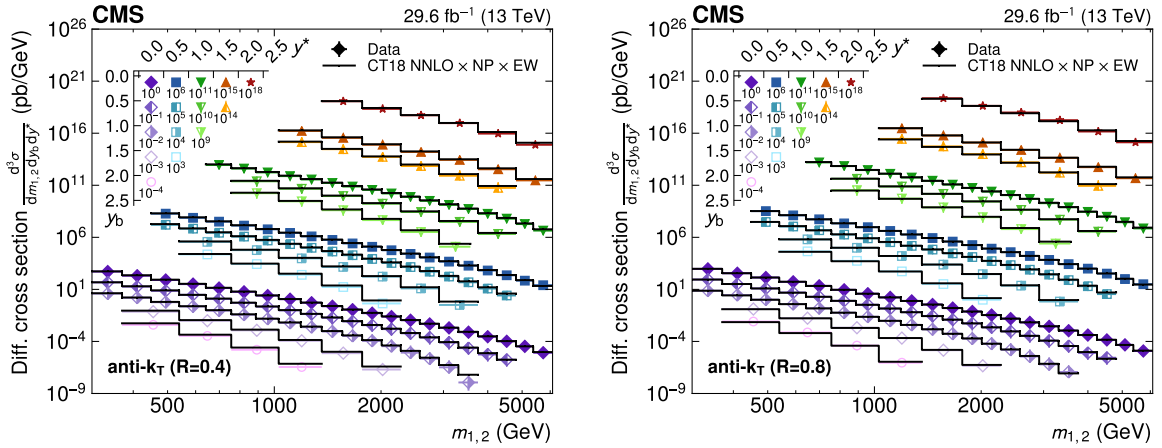 CMS 29.6 fb⁻¹ (13 TeV)
Diff. cross section d³σ / dm₁,₂ dy_b dy* (pb/GeV)
10²⁶
10²¹
10¹⁶
10¹¹
10⁶
10¹
10⁻⁴
10⁻⁹
0.0 0.5 1.0 1.5 2.0 2.5 y*
Data
CT18 NNLO × NP × EW
0.0
0.5
1.0
1.5
2.0
2.5
y_b
10⁰ 10⁶ 10¹¹ 10¹⁵ 10¹⁸
10⁻¹ 10⁵ 10¹⁰ 10¹⁴
10⁻² 10⁴ 10⁹
10⁻³ 10³
10⁻⁴
anti-k_T (R=0.4)
500 1000 2000 5000
m₁,₂ (GeV)
CMS 29.6 fb⁻¹ (13 TeV)
Diff. cross section d³σ / dm₁,₂ dy_b dy* (pb/GeV)
10²⁶
10²¹
10¹⁶
10¹¹
10⁶
10¹
10⁻⁴
10⁻⁹
0.0 0.5 1.0 1.5 2.0 2.5 y*
Data
CT18 NNLO × NP × EW
0.0
0.5
1.0
1.5
2.0
2.5
y_b
10⁰ 10⁶ 10¹¹ 10¹⁵ 10¹⁸
10⁻¹ 10⁵ 10¹⁰ 10¹⁴
10⁻² 10⁴ 10⁹
10⁻³ 10³
10⁻⁴
anti-k_T (R=0.8)
500 1000 2000 5000
m₁,₂ (GeV)